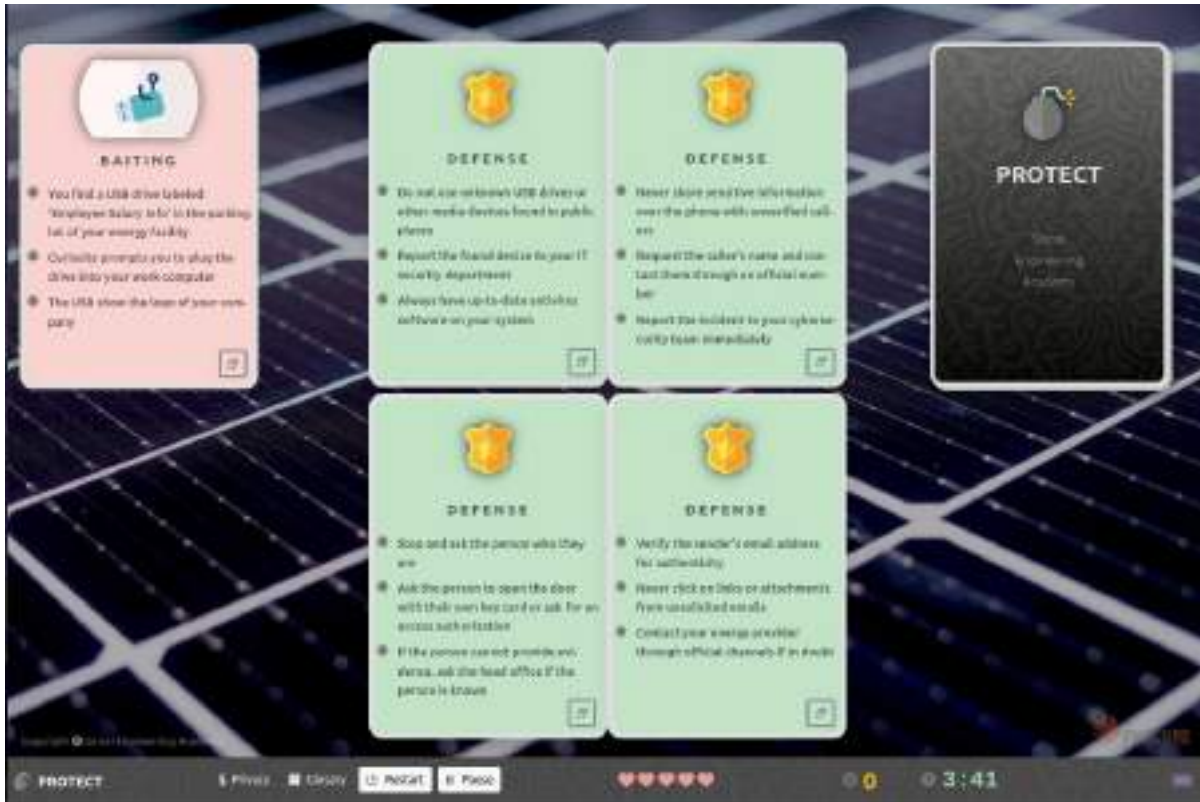 BAITING
You find a USB drive labeled
'Employee Salary Info' in the parking
lot of your energy facility
Curiosity prompts you to plug the
drive into your work computer
The USB show the logo of your com-
pany
DEFENSE
Do not use unknown USB drives or
other media devices found in public
places
Report the found device to your IT
security department
Always have up-to-date antivirus
software on your system
DEFENSE
Never share sensitive information
over the phone with unverified call-
ers
Request the caller's name and con-
tact them through an official num-
ber
Report the incident to your cyberse-
curity team immediately
PROTECT
Social
Engineering
Academy
DEFENSE
Stop and ask the person who they
are
Ask the person to open the door
with their own key card or ask for an
access authorization
If the person cannot provide evi-
dence, ask the head office if the
person is known
DEFENSE
Verify the sender's email address
for authenticity
Never click on links or attachments
from unsolicited emails
Contact your energy provider
through official channels if in doubt
Copyright Social Engineering
PROTECT
Library
Restart
Pause
0
3:41